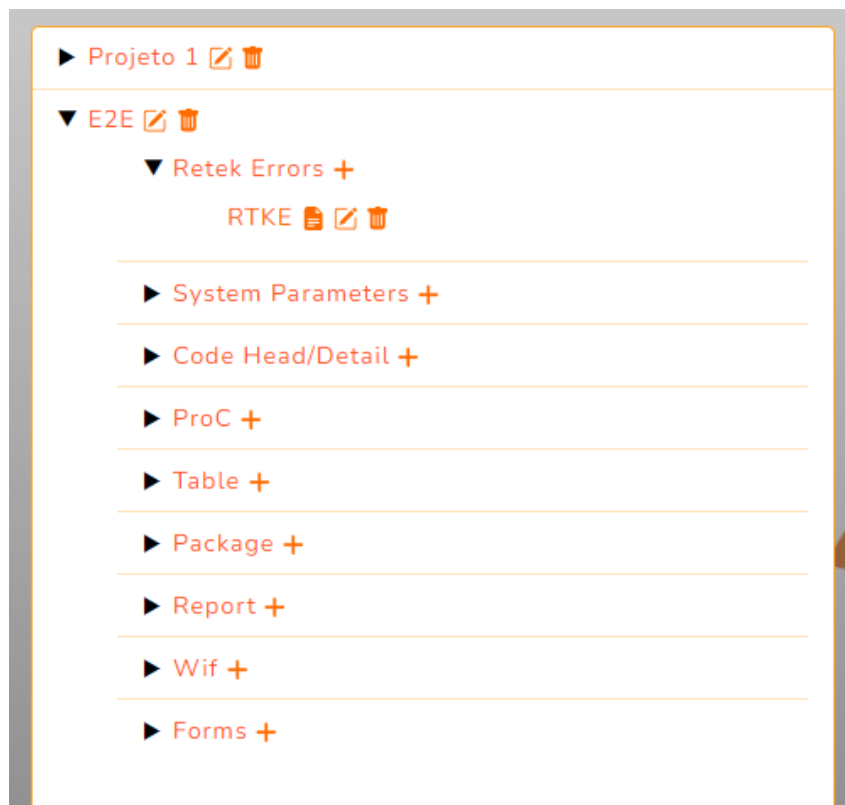 Projeto 1
E2E
Retek Errors
RTKE
System Parameters
Code Head/Detail
ProC
Table
Package
Report
Wif
Forms